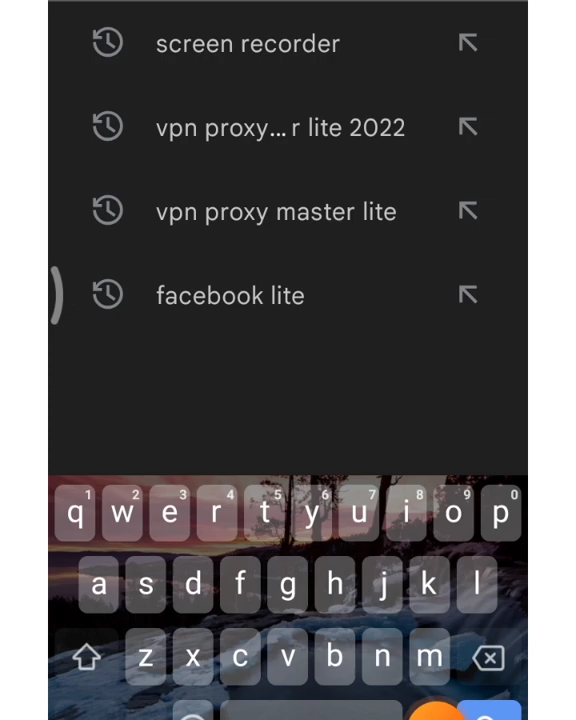 screen recorder
vpn proxy...r lite 2022
vpn proxy master lite
facebook lite
1 2 3 4 5 6 7 8 9 0
q w e r t y u i o p
a s d f g h j k l
z x c v b n m